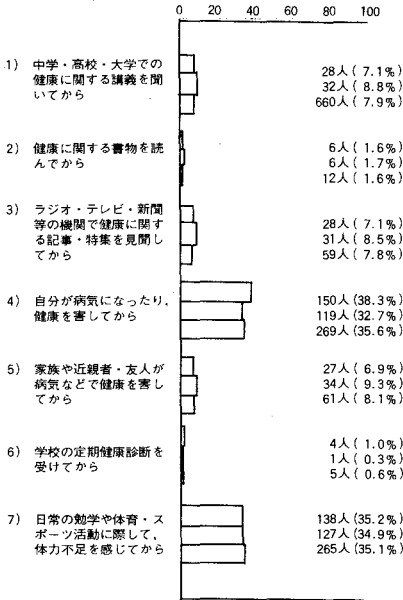 0 20 40 60 80 100
1) 中学・高校・大学での
健康に関する講義を聞
いてから
28人( 7.1%)
32人( 8.8%)
660人( 7.9%)
2) 健康に関する書物を読
んでから
6人( 1.6%)
6人( 1.7%)
12人( 1.6%)
3) ラジオ・テレビ・新聞
等の機関で健康に関す
る記事・特集を見聞し
てから
28人( 7.1%)
31人( 8.5%)
59人( 7.8%)
4) 自分が病気になったり,
健康を害してから
150人(38.3%)
119人(32.7%)
269人(35.6%)
5) 家族や近親者・友人が
病気などで健康を害し
てから
27人( 6.9%)
34人( 9.3%)
61人( 8.1%)
6) 学校の定期健康診断を
受けてから
4人( 1.0%)
1人( 0.3%)
5人( 0.6%)
7) 日常の勉学や体育・ス
ポーツ活動に際して,
体力不足を感じてから
138人(35.2%)
127人(34.9%)
265人(35.1%)